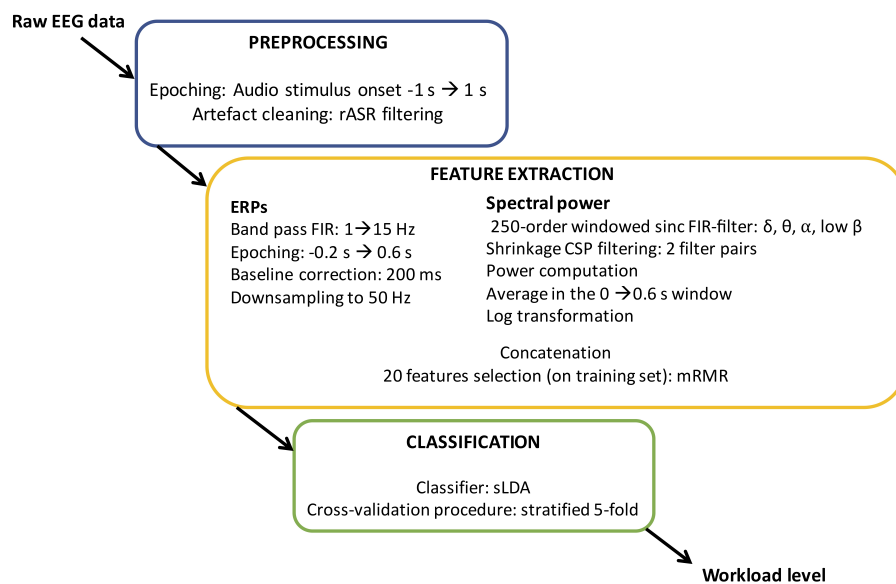 Raw EEG data
PREPROCESSING
Epoching: Audio stimulus onset -1 s → 1 s
Artefact cleaning: rASR filtering
FEATURE EXTRACTION
ERPs
Band pass FIR: 1→15 Hz
Epoching: -0.2 s → 0.6 s
Baseline correction: 200 ms
Downsampling to 50 Hz
Spectral power
250-order windowed sinc FIR-filter: δ, θ, α, low β
Shrinkage CSP filtering: 2 filter pairs
Power computation
Average in the 0 →0.6 s window
Log transformation
Concatenation
20 features selection (on training set): mRMR
CLASSIFICATION
Classifier: sLDA
Cross-validation procedure: stratified 5-fold
Workload level